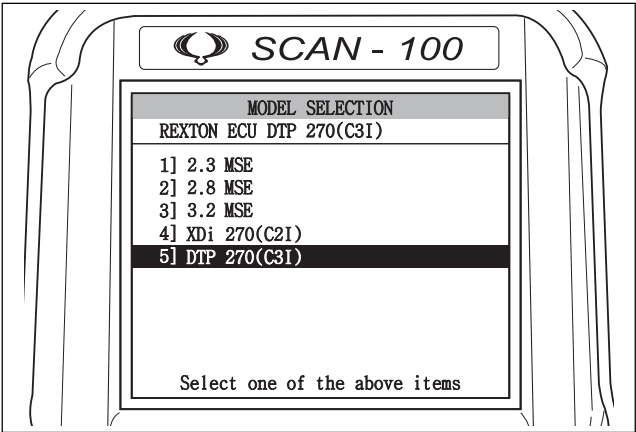 SCAN - 100
MODEL SELECTION
REXTON ECU DTP 270(C3I)
1] 2.3 MSE
2] 2.8 MSE
3] 3.2 MSE
4] XDi 270(C2I)
5] DTP 270(C3I)
Select one of the above items